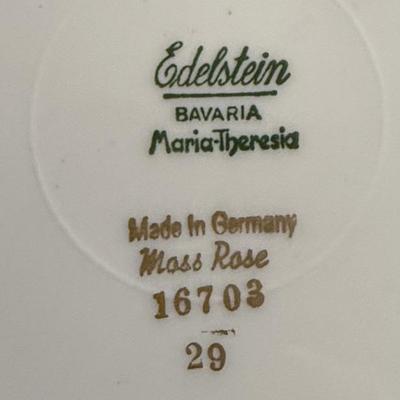 Edelstein
BAVARIA
Maria-Theresia
Made In Germany
Moss Rose
16703
29